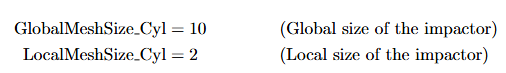 GlobalMeshSize_Cyl = 10 (Global size of the impactor)
LocalMeshSize_Cyl = 2 (Local size of the impactor)